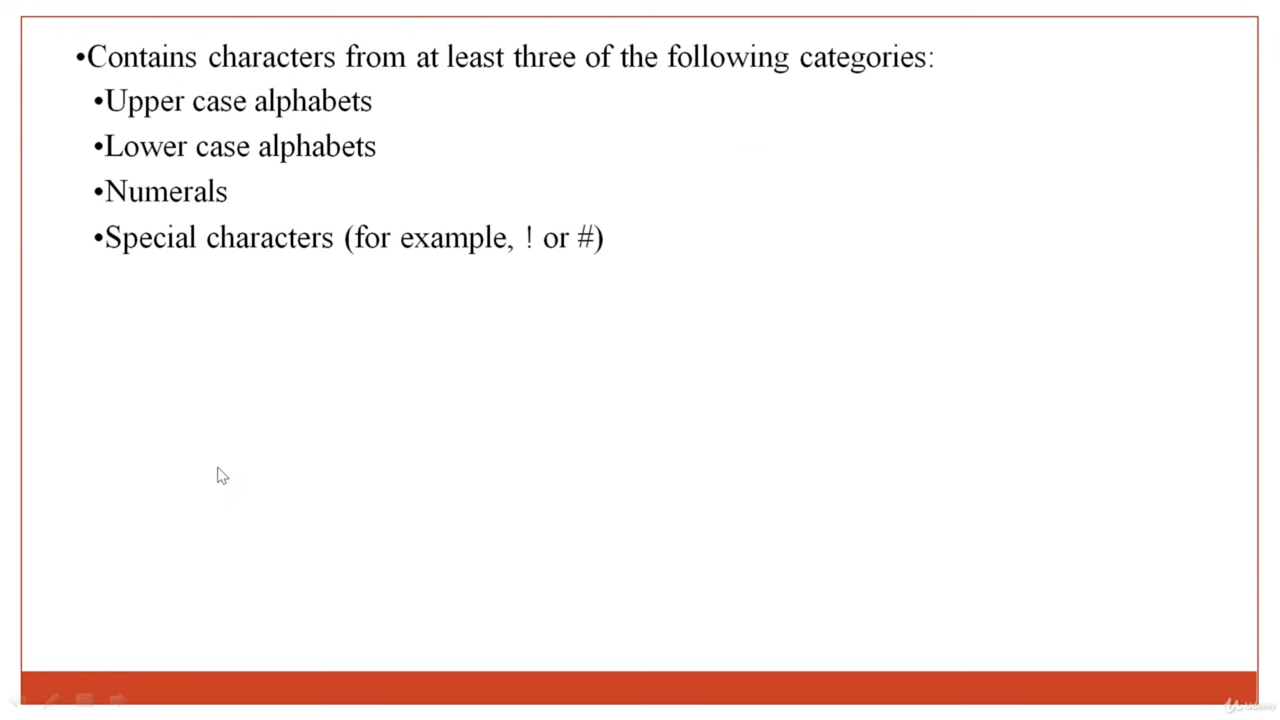 •Contains characters from at least three of the following categories:
•Upper case alphabets
•Lower case alphabets
•Numerals
•Special characters (for example, ! or #)
Udemy